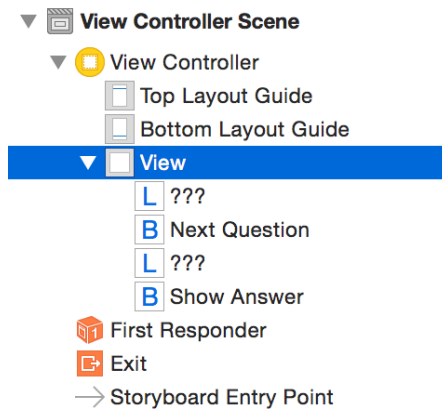 View Controller Scene
View Controller
Top Layout Guide
Bottom Layout Guide
View
L ???
B Next Question
L ???
B Show Answer
1 First Responder
Exit
Storyboard Entry Point